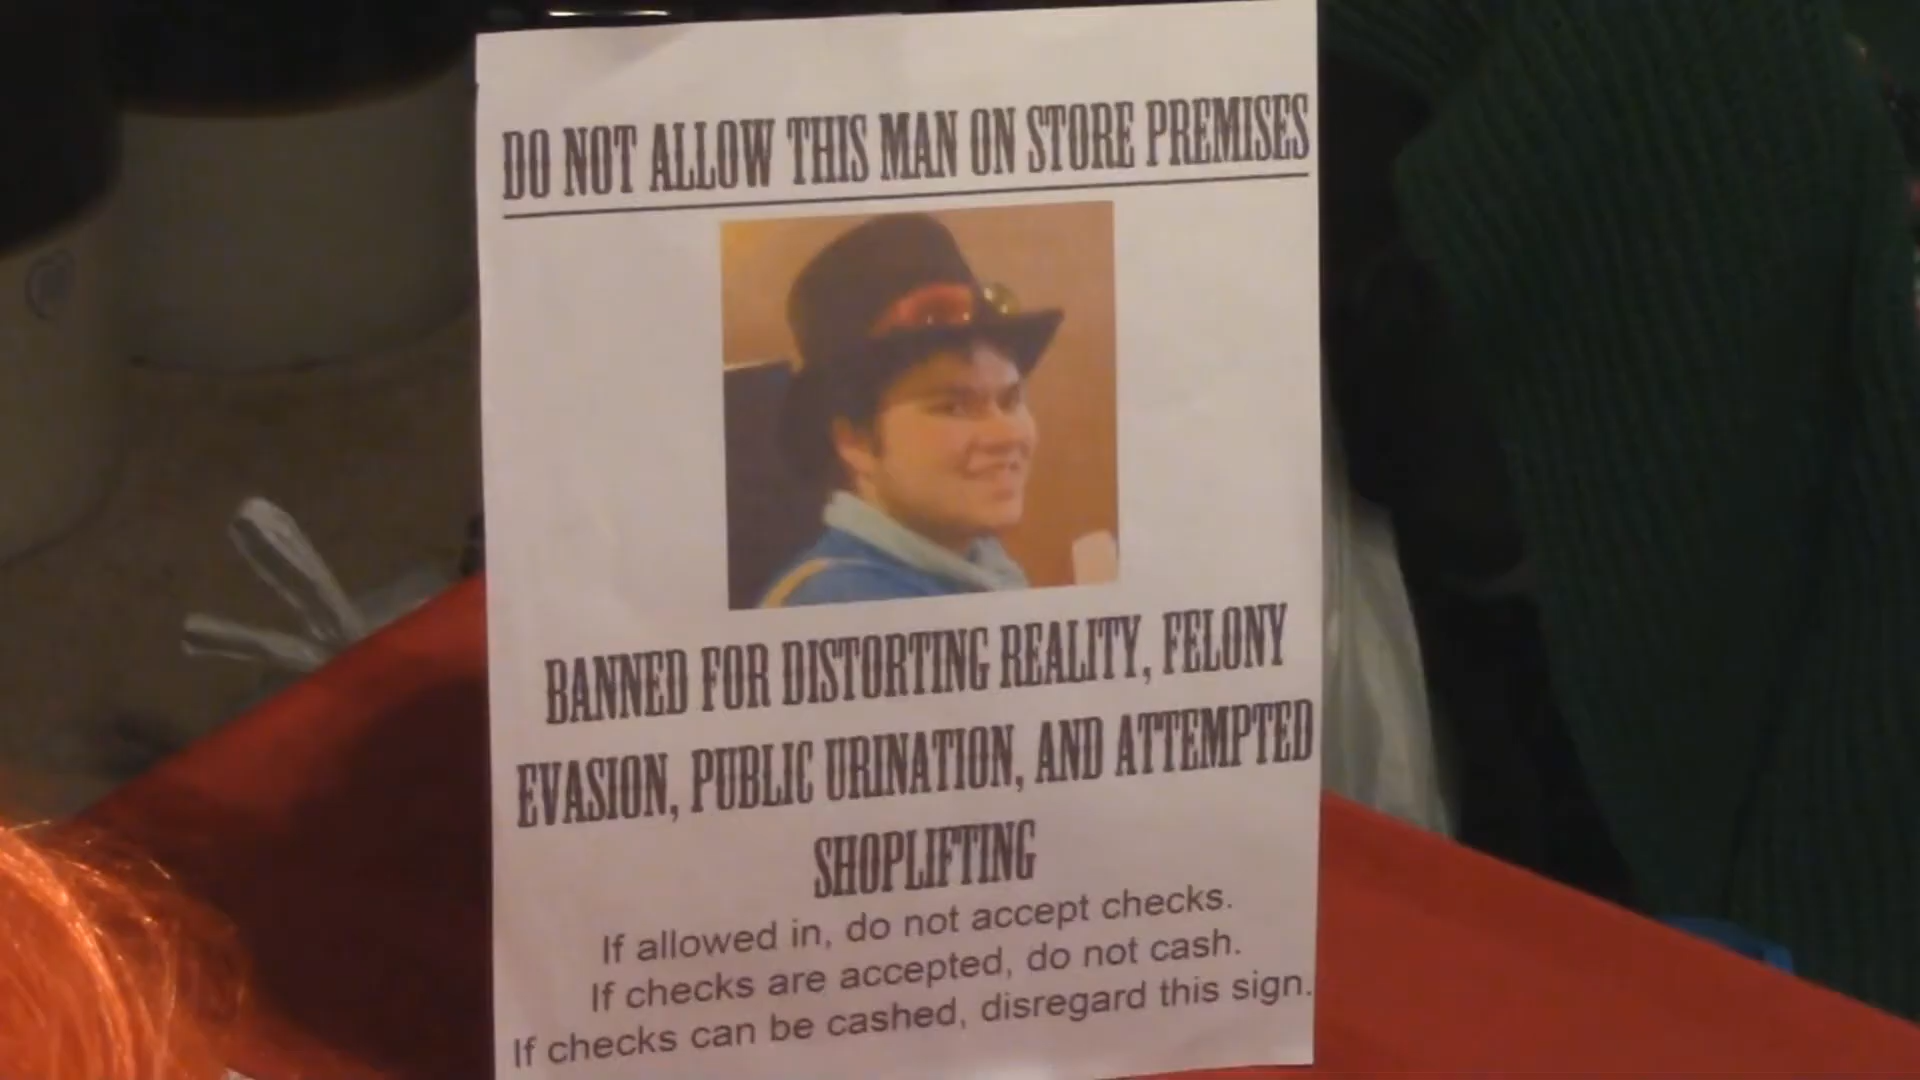 DO NOT ALLOW THIS MAN ON STORE PREMISES
BANNED FOR DISTORTING REALITY, FELONY
EVASION, PUBLIC URINATION, AND ATTEMPTED
SHOPLIFTING
If allowed in, do not accept checks.
If checks are accepted, do not cash.
If checks can be cashed, disregard this sign.